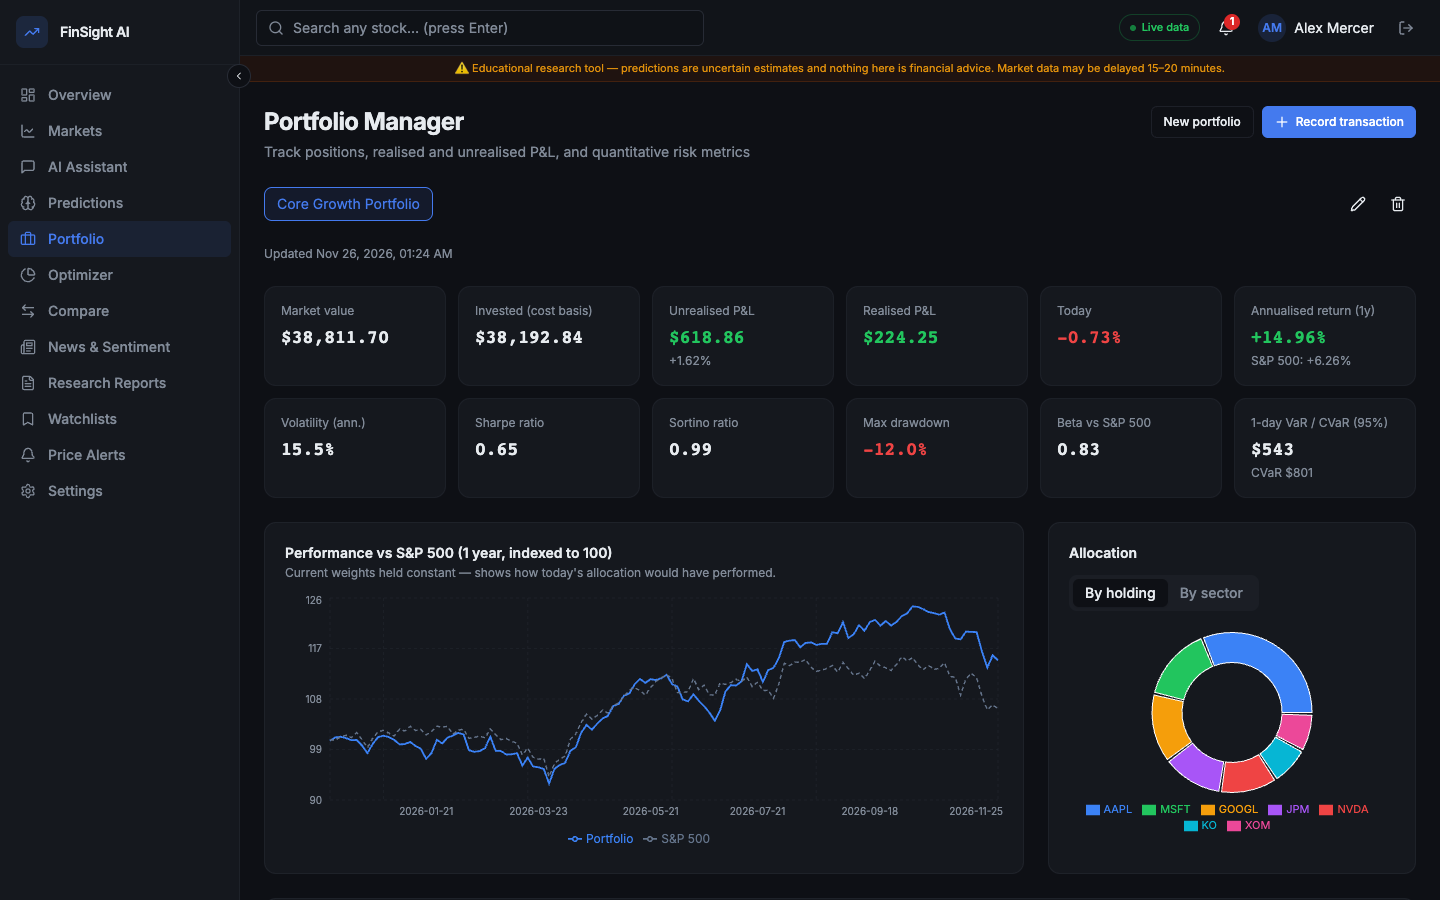 FinSight AI
Search any stock... (press Enter)
Live data
1
AM
Alex Mercer
⚠️ Educational research tool — predictions are uncertain estimates and nothing here is financial advice. Market data may be delayed 15–20 minutes.
Overview
Markets
AI Assistant
Predictions
Portfolio
Optimizer
Compare
News & Sentiment
Research Reports
Watchlists
Price Alerts
Settings
Portfolio Manager
New portfolio
Record transaction
Track positions, realised and unrealised P&L, and quantitative risk metrics
Core Growth Portfolio
Updated Nov 26, 2026, 01:24 AM
Market value
$38,811.70
Invested (cost basis)
$38,192.84
Unrealised P&L
$618.86
+1.62%
Realised P&L
$224.25
Today
-0.73%
Annualised return (1y)
+14.96%
S&P 500: +6.26%
Volatility (ann.)
15.5%
Sharpe ratio
0.65
Sortino ratio
0.99
Max drawdown
-12.0%
Beta vs S&P 500
0.83
1-day VaR / CVaR (95%)
$543
CVaR $801
Performance vs S&P 500 (1 year, indexed to 100)
Current weights held constant — shows how today's allocation would have performed.
126
117
108
99
90
2026-01-21 2026-03-23 2026-05-21 2026-07-21 2026-09-18 2026-11-25
Portfolio S&P 500
Allocation
By holding By sector
AAPL MSFT GOOGL JPM NVDA
KO XOM